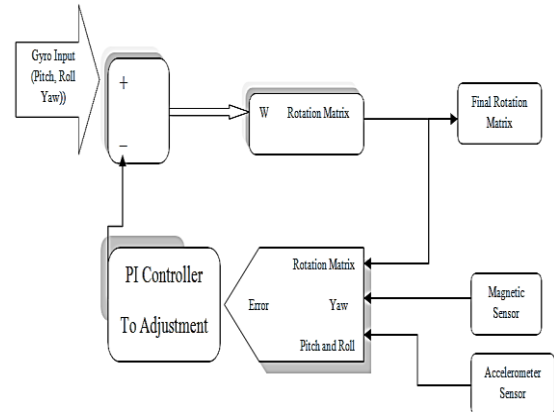 Gyro Input
(Pitch, Roll
Yaw))
+
–
W Rotation Matrix
Final Rotation
Matrix
PI Controller
To Adjustment
Rotation Matrix
Error Yaw
Pitch and Roll
Magnetic
Sensor
Accelerometer
Sensor